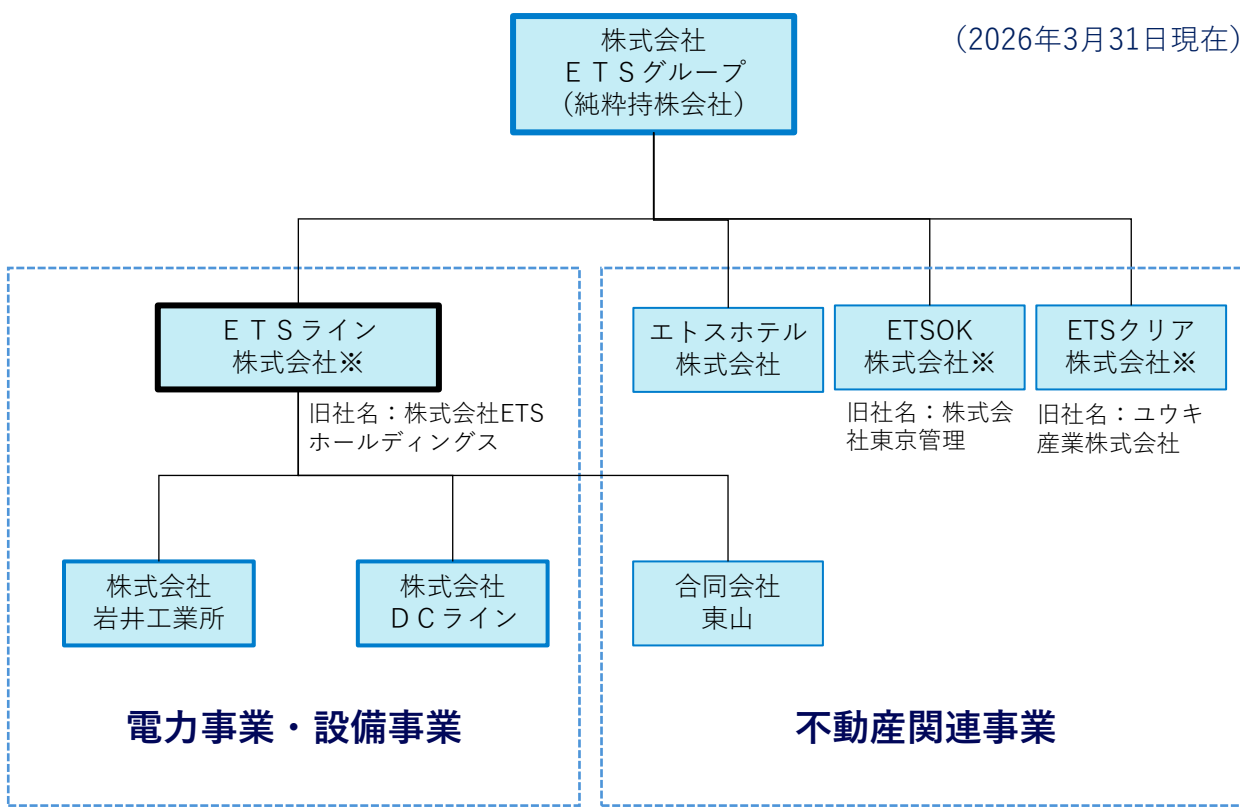 株式会社
ＥＴＳグループ
（純粋持株会社）
（2026年3月31日現在）
ＥＴＳライン
株式会社※
旧社名：株式会社ETS
ホールディングス
エトスホテル
株式会社
ETSOK
株式会社※
旧社名：株式会
社東京管理
ETSクリア
株式会社※
旧社名：ユウキ
産業株式会社
株式会社
岩井工業所
株式会社
ＤＣライン
合同会社
東山
電力事業・設備事業
不動産関連事業